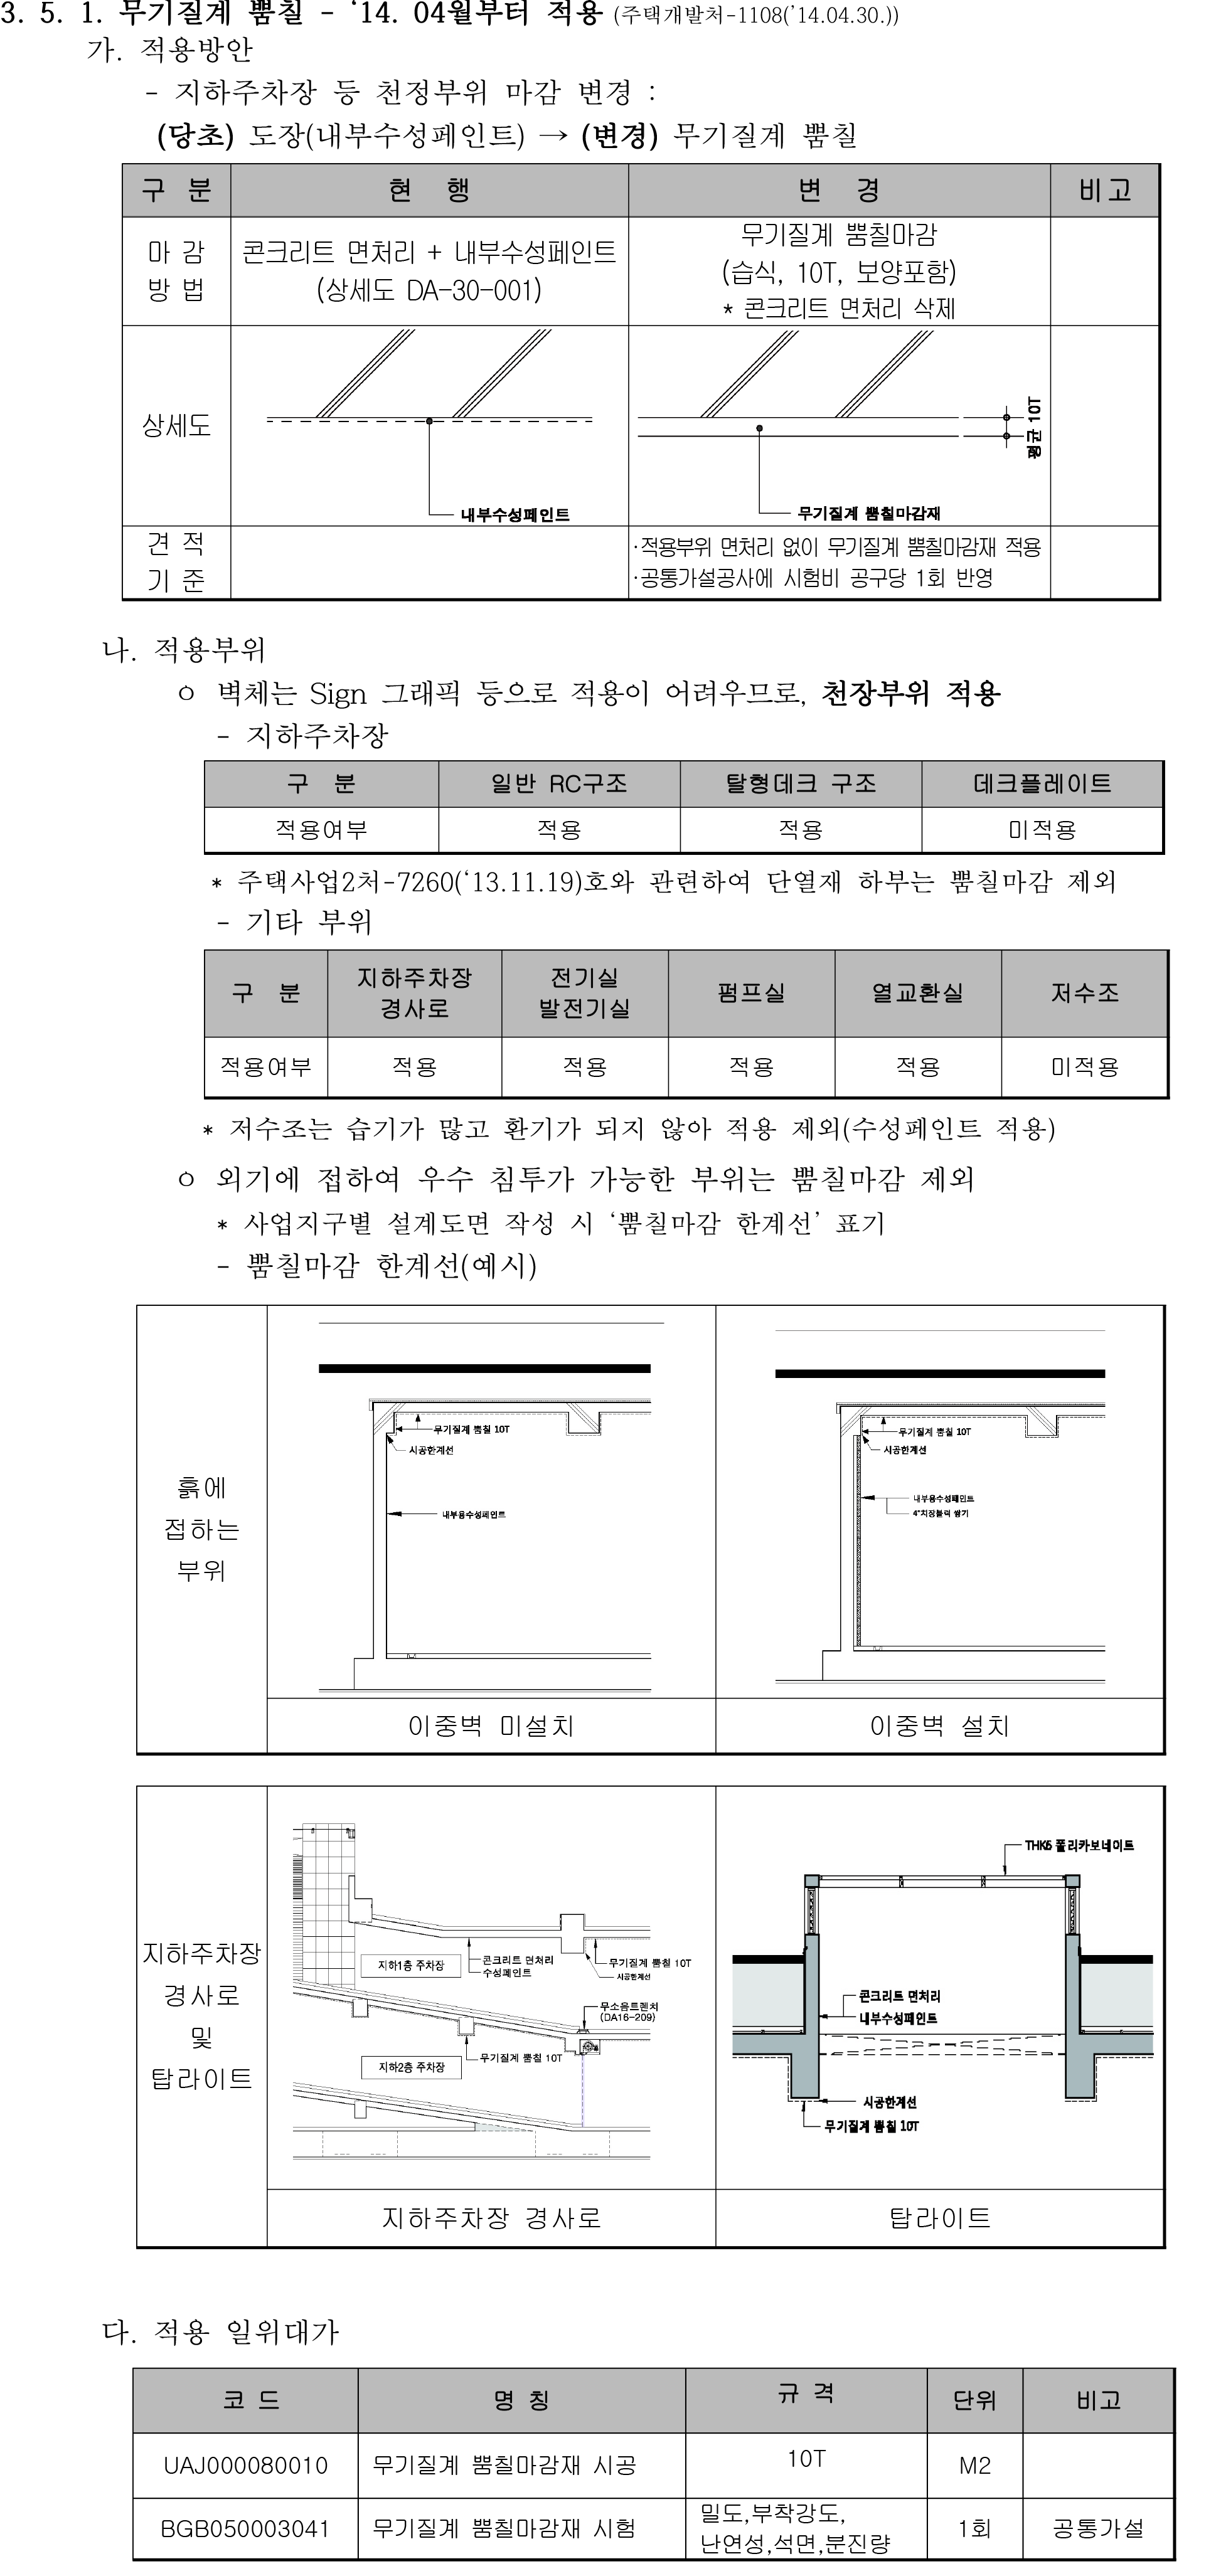 3. 5. 1. 무기질계 뿜칠 - '14. 04월부터 적용 (주택개발처-1108('14.04.30.))
가. 적용방안
- 지하주차장 등 천정부위 마감 변경 :
(당초) 도장(내부수성페인트) → (변경) 무기질계 뿜칠
구 분 현 행 변 경 비고
마 감
방 법
콘크리트 면처리 + 내부수성페인트
(상세도 DA-30-001)
무기질계 뿜칠마감
(습식, 10T, 보양포함)
* 콘크리트 면처리 삭제
상세도
내부수성페인트
평균 10T
무기질계 뿜칠마감재
견 적
기 준
·적용부위 면처리 없이 무기질계 뿜칠마감재 적용
·공통가설공사에 시험비 공구당 1회 반영
나. 적용부위
ㅇ 벽체는 Sign 그래픽 등으로 적용이 어려우므로, 천장부위 적용
- 지하주차장
구 분 일반 RC구조 탈형데크 구조 데크플레이트
적용여부 적용 적용 미적용
* 주택사업2처-7260('13.11.19)호와 관련하여 단열재 하부는 뿜칠마감 제외
- 기타 부위
구 분
지하주차장
경사로
전기실
발전기실
펌프실
열교환실
저수조
적용여부 적용 적용 적용 적용 미적용
* 저수조는 습기가 많고 환기가 되지 않아 적용 제외(수성페인트 적용)
ㅇ 외기에 접하여 우수 침투가 가능한 부위는 뿜칠마감 제외
* 사업지구별 설계도면 작성 시 '뿜칠마감 한계선' 표기
- 뿜칠마감 한계선(예시)
흙에
접하는
부위
무기질계 뿜칠 10T
시공한계선
내부용수성페인트
무기질계 뿜칠 10T
시공한계선
내부용수성페인트
4"치장블럭 쌓기
이중벽 미설치
이중벽 설치
지하주차장
경사로
및
탑라이트
지하1층 주차장
콘크리트 면처리
수성페인트
무기질계 뿜칠 10T
시공한계선
무소음트렌치
(DA16-209)
무기질계 뿜칠 10T
지하2층 주차장
THK6 폴리카보네이트
콘크리트 면처리
내부수성페인트
시공한계선
무기질계 뿜칠 10T
지하주차장 경사로
탑라이트
다. 적용 일위대가
코 드 명 칭 규 격 단위 비고
UAJ000080010 무기질계 뿜칠마감재 시공 10T M2
BGB050003041 무기질계 뿜칠마감재 시험
밀도,부착강도,
난연성,석면,분진량
1회 공통가설